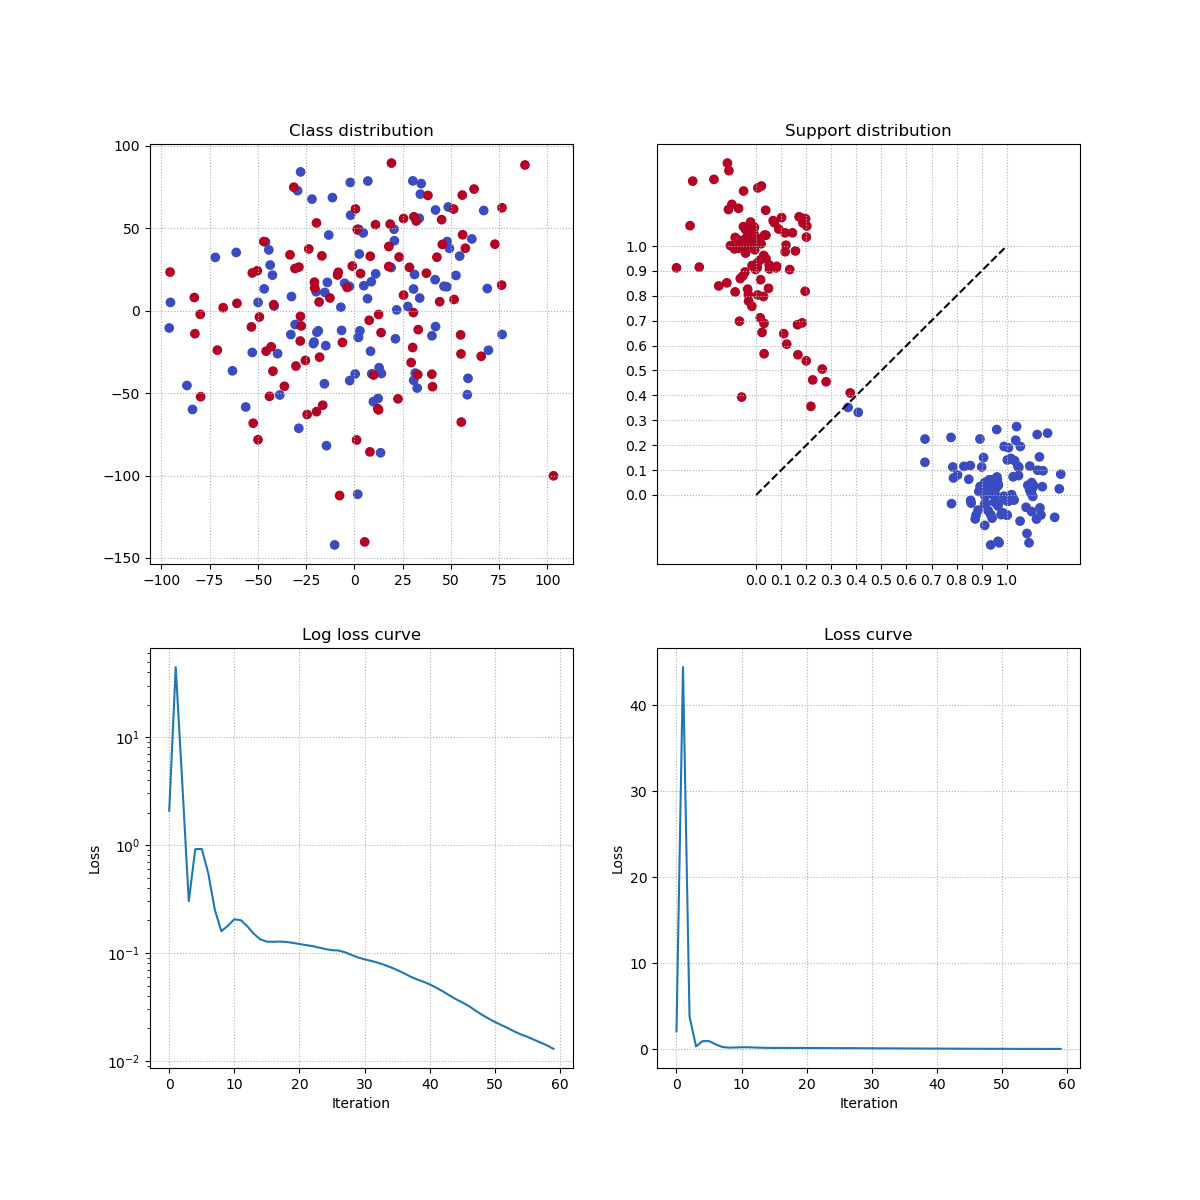 Class distribution
100
50
0
−50
−100
−150
−100 −75 −50 −25 0 25 50 75 100
Support distribution
1.0
0.9
0.8
0.7
0.6
0.5
0.4
0.3
0.2
0.1
0.0
0.0 0.1 0.2 0.3 0.4 0.5 0.6 0.7 0.8 0.9 1.0
Log loss curve
Loss
10¹
10⁰
10⁻¹
10⁻²
0 10 20 30 40 50 60
Iteration
Loss curve
Loss
40
30
20
10
0
0 10 20 30 40 50 60
Iteration